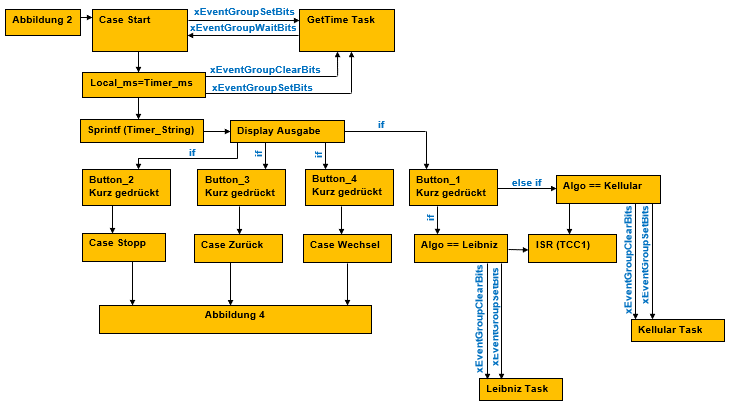 Abbildung 2
Case Start
xEventGroupSetBits
xEventGroupWaitBits
GetTime Task
Local_ms=Timer_ms
xEventGroupClearBits
xEventGroupSetBits
Sprintf (Timer_String)
Display Ausgabe
if
if
if
if
Button_2
Kurz gedrückt
Button_3
Kurz gedrückt
Button_4
Kurz gedrückt
Button_1
Kurz gedrückt
else if
Algo == Kellular
if
Case Stopp
Case Zurück
Case Wechsel
Algo == Leibniz
ISR (TCC1)
xEventGroupClearBits
xEventGroupSetBits
xEventGroupClearBits
xEventGroupSetBits
Abbildung 4
Kellular Task
Leibniz Task